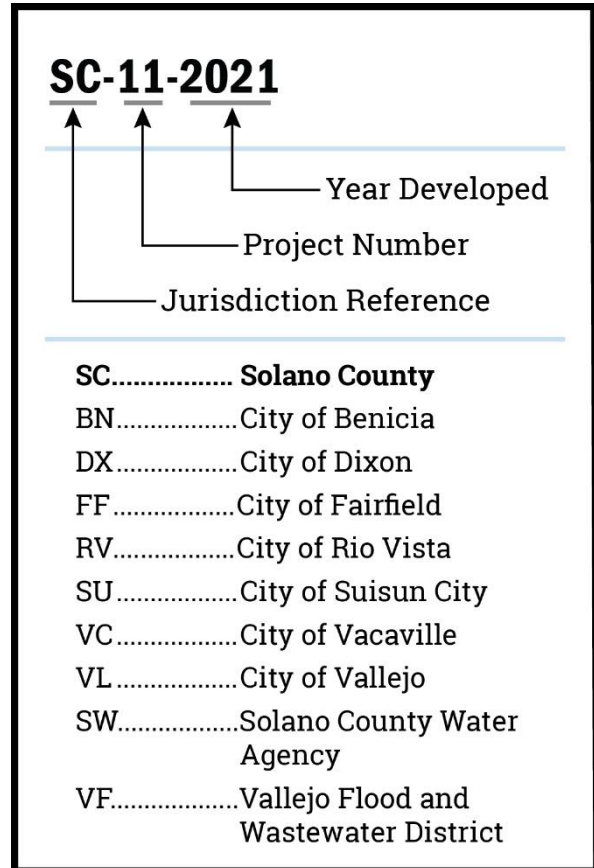 SC-11-2021
Year Developed
Project Number
Jurisdiction Reference
SC................. Solano County
BN.................City of Benicia
DX.................City of Dixon
FF.................City of Fairfield
RV.................City of Rio Vista
SU.................City of Suisun City
VC.................City of Vacaville
VL.................City of Vallejo
SW.................Solano County Water
Agency
VF..................Vallejo Flood and
Wastewater District